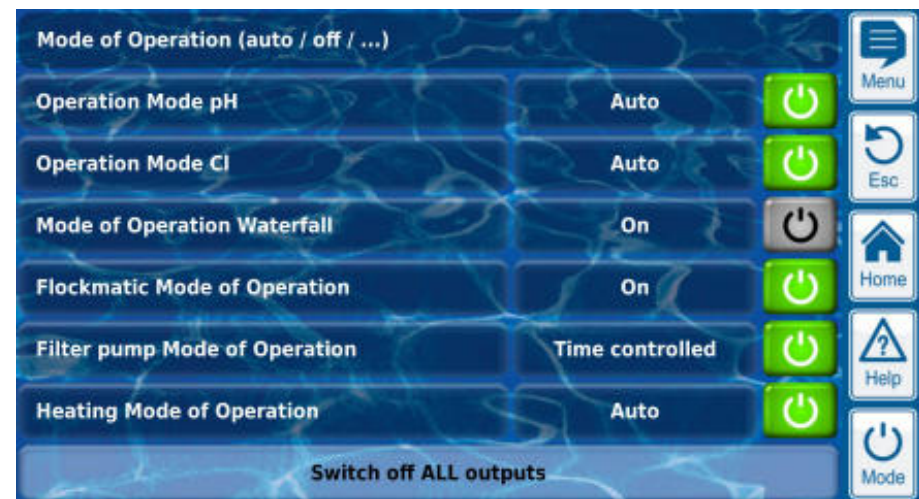 Mode of Operation (auto / off / ...)
Operation Mode pH Auto
Operation Mode Cl Auto
Mode of Operation Waterfall On
Flockmatic Mode of Operation On
Filter pump Mode of Operation Time controlled
Heating Mode of Operation Auto
Switch off ALL outputs
Menu
Esc
Home
?
Help
Mode